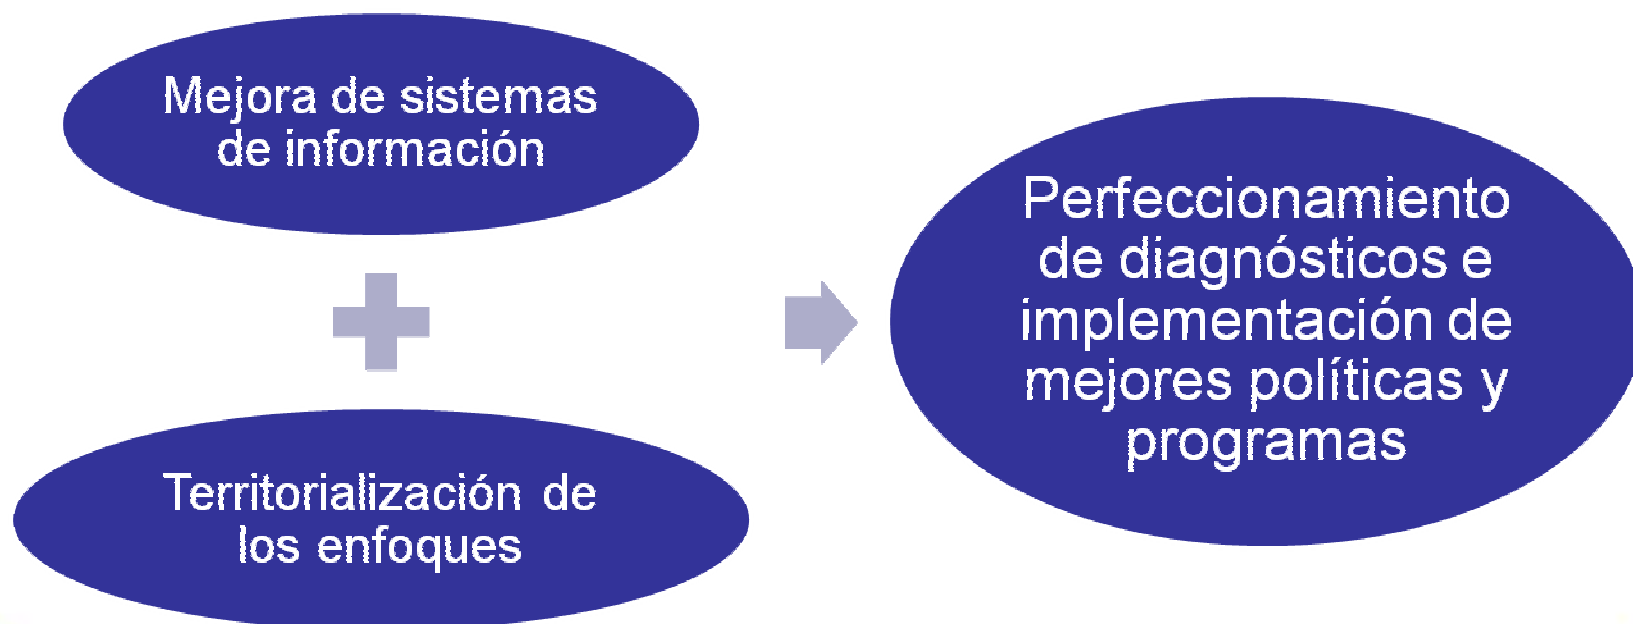 Mejora de sistemas
de información
Territorialización de
los enfoques
Perfeccionamiento
de diagnósticos e
implementación de
mejores políticas y
programas